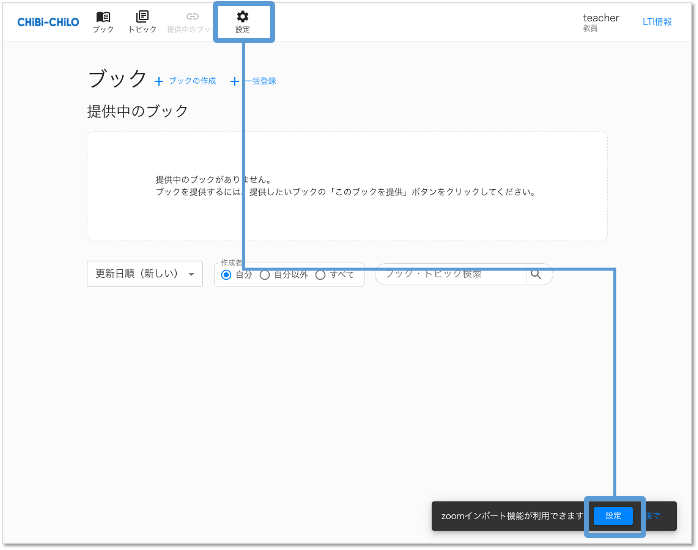 CHiBi-CHiLO
ブック
トピック
提供中のブック
設定
teacher
教員
LTI情報
ブック
+ ブックの作成
+ 一括登録
提供中のブック
提供中のブックがありません。
ブックを提供するには、提供したいブックの「このブックを提供」ボタンをクリックしてください。
更新日順（新しい）
作成者
自分
自分以外
すべて
ブック・トピック検索
zoomインポート機能が利用できます
設定
後で